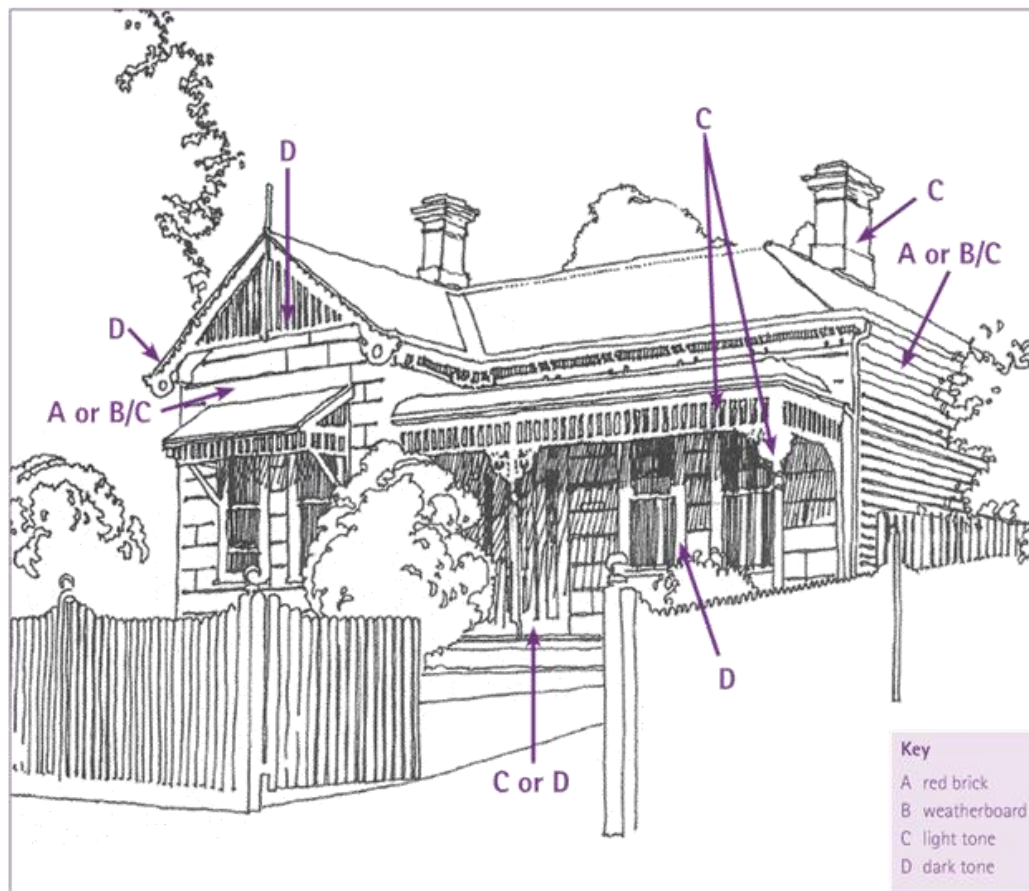 C
D
C
A or B/C
D
A or B/C
D
C or D
Key
A red brick
B weatherboard
C light tone
D dark tone